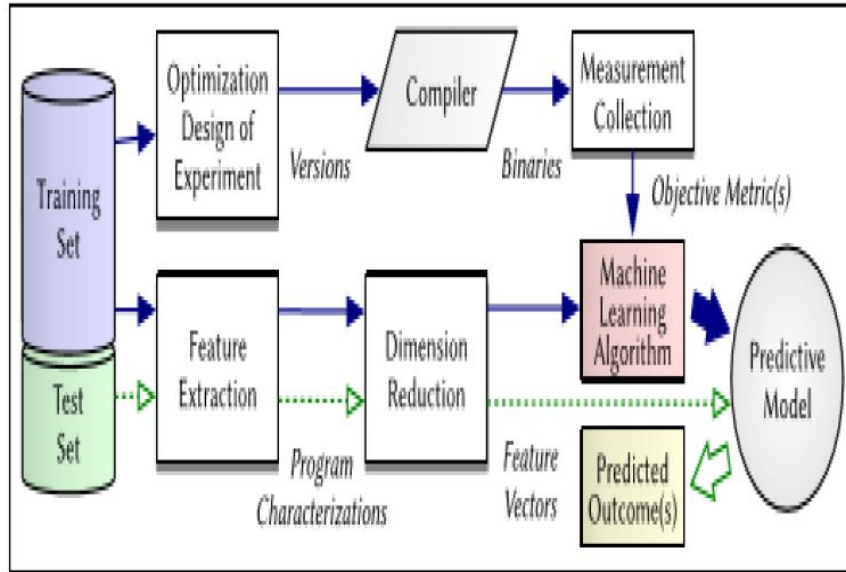 Training
Set
Test
Set
Optimization
Design of
Experiment
Versions
Compiler
Binaries
Measurement
Collection
Objective Metric(s)
Feature
Extraction
Program
Characterizations
Dimension
Reduction
Feature
Vectors
Machine
Learning
Algorithm
Predictive
Model
Predicted
Outcome(s)